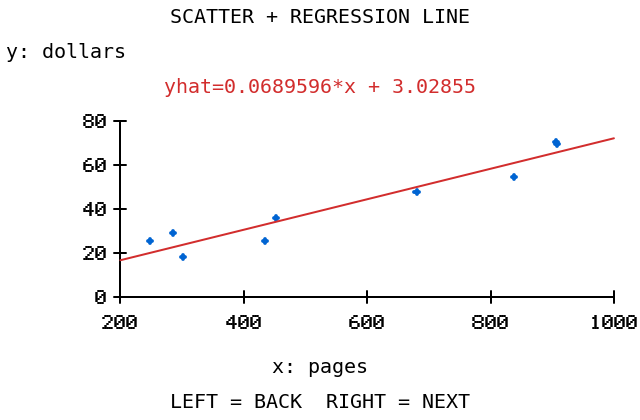 SCATTER + REGRESSION LINE
y: dollars
yhat=0.0689596*x + 3.02855
80
60
40
20
0
200 400 600 800 1000
x: pages
LEFT = BACK  RIGHT = NEXT